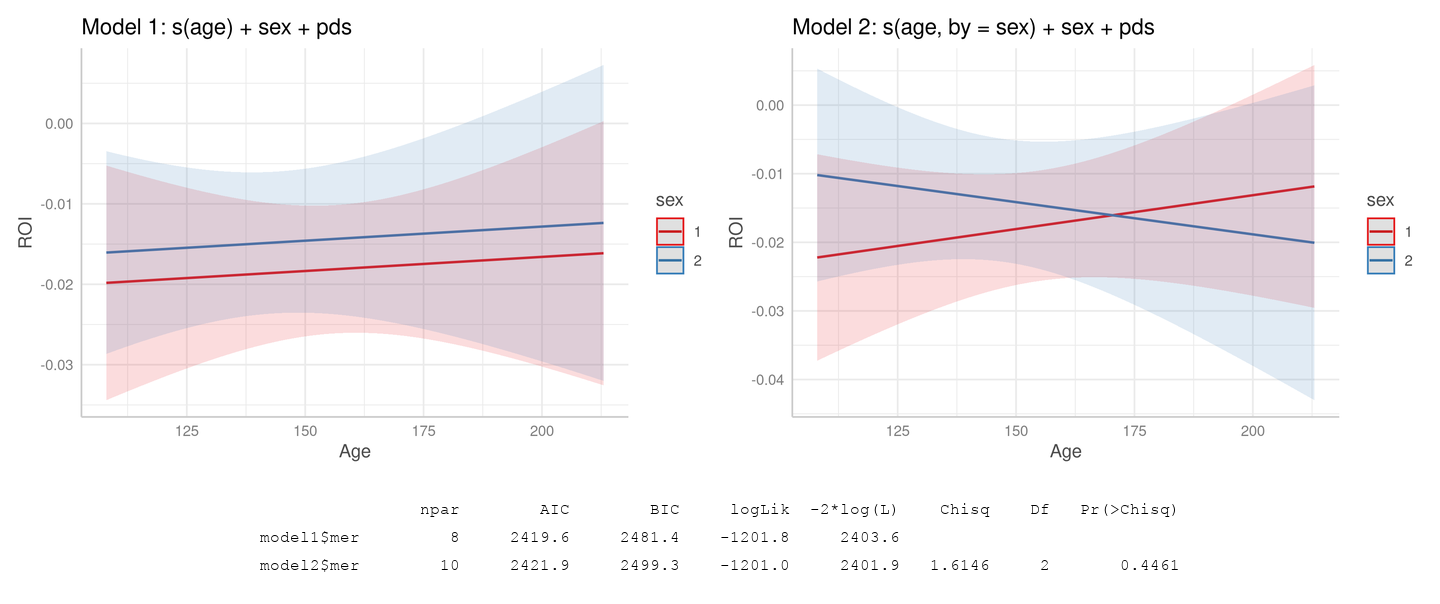 Model 1: s(age) + sex + pds
0.00
-0.01
-0.02
-0.03
ROI
125 150 175 200
Age
sex
1
2
Model 2: s(age, by = sex) + sex + pds
0.00
-0.01
-0.02
-0.03
-0.04
ROI
125 150 175 200
Age
sex
1
2
npar AIC BIC logLik -2*log(L) Chisq Df Pr(>Chisq)
model1$mer 8 2419.6 2481.4 -1201.8 2403.6
model2$mer 10 2421.9 2499.3 -1201.0 2401.9 1.6146 2 0.4461